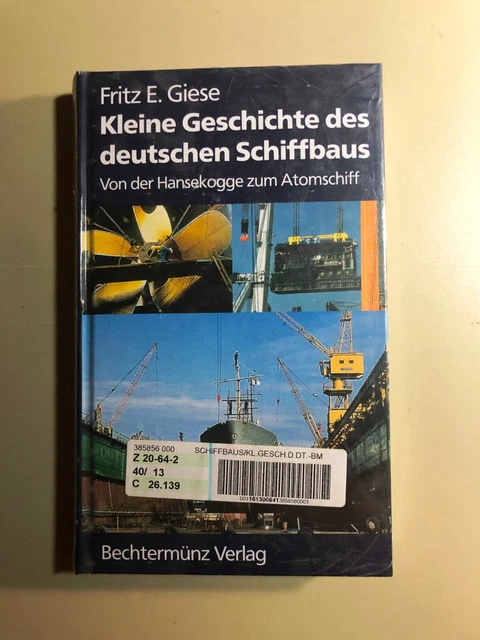 Fritz E. Giese
Kleine Geschichte des
deutschen Schiffbaus
Von der Hansekogge zum Atomschiff
385856 000
SCHIFFBAUS/KL.GESCH.D.DT.-BM
Z 20-64-2
40/ 13
C 26.139
Bechtermünz Verlag